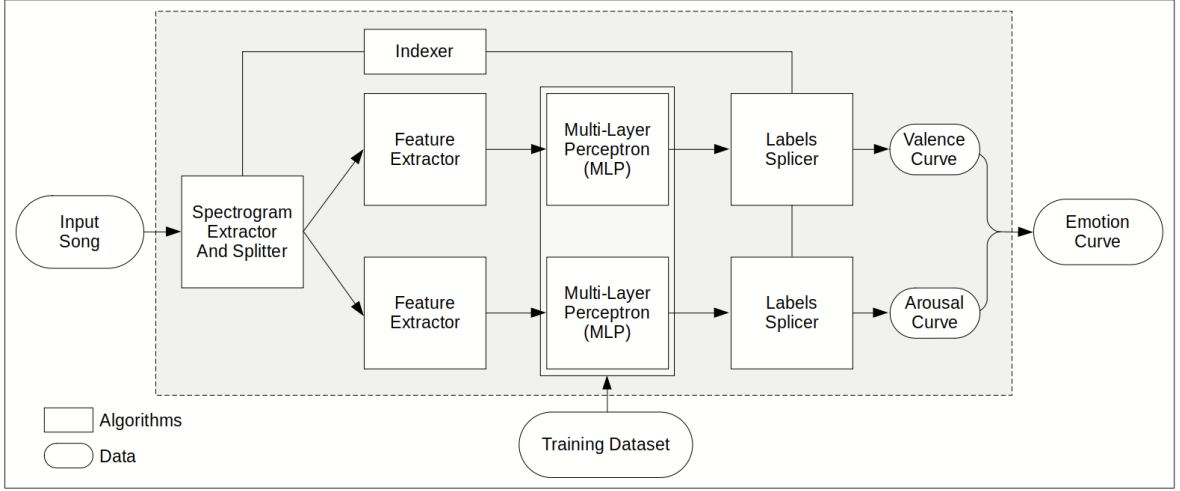 Indexer
Feature
Extractor
Multi-Layer
Perceptron
(MLP)
Labels
Splicer
Valence
Curve
Input
Song
Spectrogram
Extractor
And Splitter
Emotion
Curve
Feature
Extractor
Multi-Layer
Perceptron
(MLP)
Labels
Splicer
Arousal
Curve
Algorithms
Data
Training Dataset